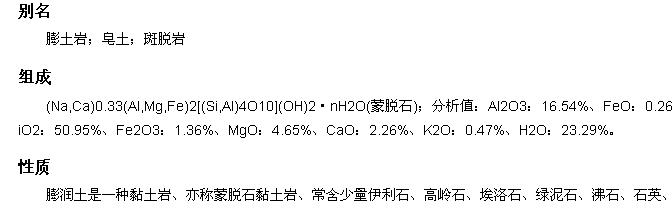 别名
膨土岩；皂土；斑脱岩
组成
(Na,Ca)0.33(Al,Mg,Fe)2[(Si,Al)4O10](OH)2・nH2O(蒙脱石)；分析值：Al2O3：16.54%、FeO：0.26
iO2：50.95%、Fe2O3：1.36%、MgO：4.65%、CaO：2.26%、K2O：0.47%、H2O：23.29%。
性质
膨润土是一种黏土岩、亦称蒙脱石黏土岩、常含少量伊利石、高岭石、埃洛石、绿泥石、沸石、石英、